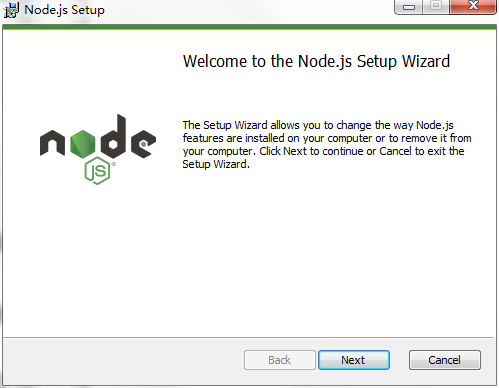 Node.js Setup
Welcome to the Node.js Setup Wizard
node
JS®
The Setup Wizard allows you to change the way Node.js
features are installed on your computer or to remove it from
your computer. Click Next to continue or Cancel to exit the
Setup Wizard.
Back
Next
Cancel